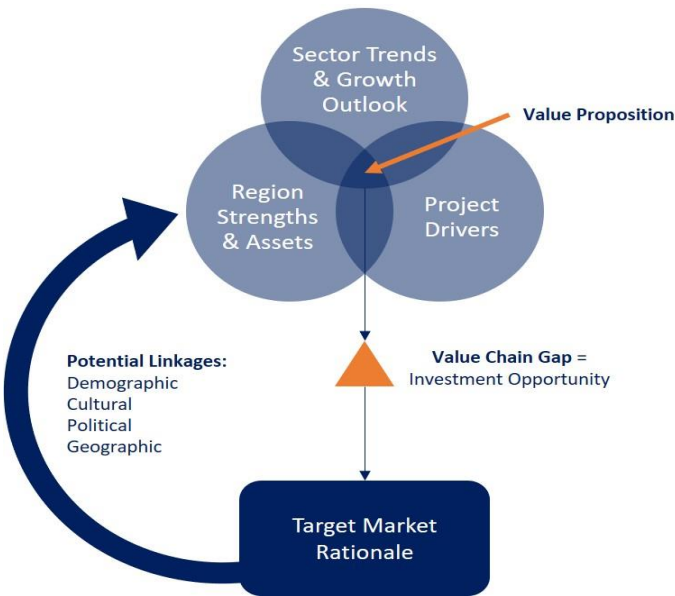 Sector Trends
& Growth
Outlook
Value Proposition
Region
Strengths
& Assets
Project
Drivers
Potential Linkages:
Demographic
Cultural
Political
Geographic
Value Chain Gap =
Investment Opportunity
Target Market
Rationale